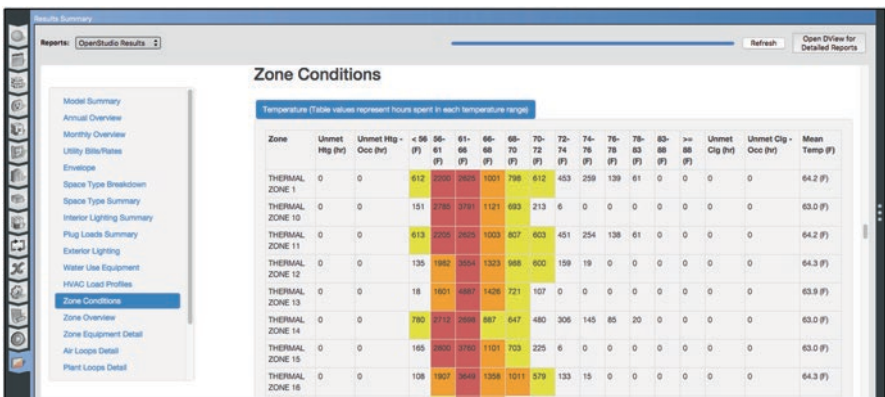 Results Summary
Reports: OpenStudio Results
Refresh
Open DView for
Detailed Reports
Model Summary
Annual Overview
Monthly Overview
Utility Bills/Rates
Envelope
Space Type Breakdown
Space Type Summary
Interior Lighting Summary
Plug Loads Summary
Exterior Lighting
Water Use Equipment
HVAC Load Profiles
Zone Conditions
Zone Overview
Zone Equipment Detail
Air Loops Detail
Plant Loops Detail
Zone Conditions
Temperature (Table values represent hours spent in each temperature range)
Zone Unmet Htg (hr) Unmet Htg - Occ (hr) < 56 (F) 56-61 (F) 61-66 (F) 66-68 (F) 68-70 (F) 70-72 (F) 72-74 (F) 74-76 (F) 76-78 (F) 78-83 (F) 83-88 (F) >= 88 (F) Unmet Clg (hr) Unmet Clg - Occ (hr) Mean Temp (F)
THERMAL ZONE 1 0 0 612 2200 2625 1001 798 612 453 259 139 61 0 0 0 0 64.2 (F)
THERMAL ZONE 10 0 0 151 2785 3791 1121 693 213 6 0 0 0 0 0 0 0 63.0 (F)
THERMAL ZONE 11 0 0 613 2205 2625 1003 807 603 451 254 138 61 0 0 0 0 64.2 (F)
THERMAL ZONE 12 0 0 135 1982 3554 1323 988 600 159 19 0 0 0 0 0 0 64.3 (F)
THERMAL ZONE 13 0 0 18 1601 4887 1426 721 107 0 0 0 0 0 0 0 0 63.9 (F)
THERMAL ZONE 14 0 0 780 2712 2698 887 647 480 306 145 85 20 0 0 0 0 63.0 (F)
THERMAL ZONE 15 0 0 165 2800 3760 1101 703 225 6 0 0 0 0 0 0 0 63.0 (F)
THERMAL ZONE 16 0 0 108 1907 3649 1358 1011 579 133 15 0 0 0 0 0 0 64.3 (F)